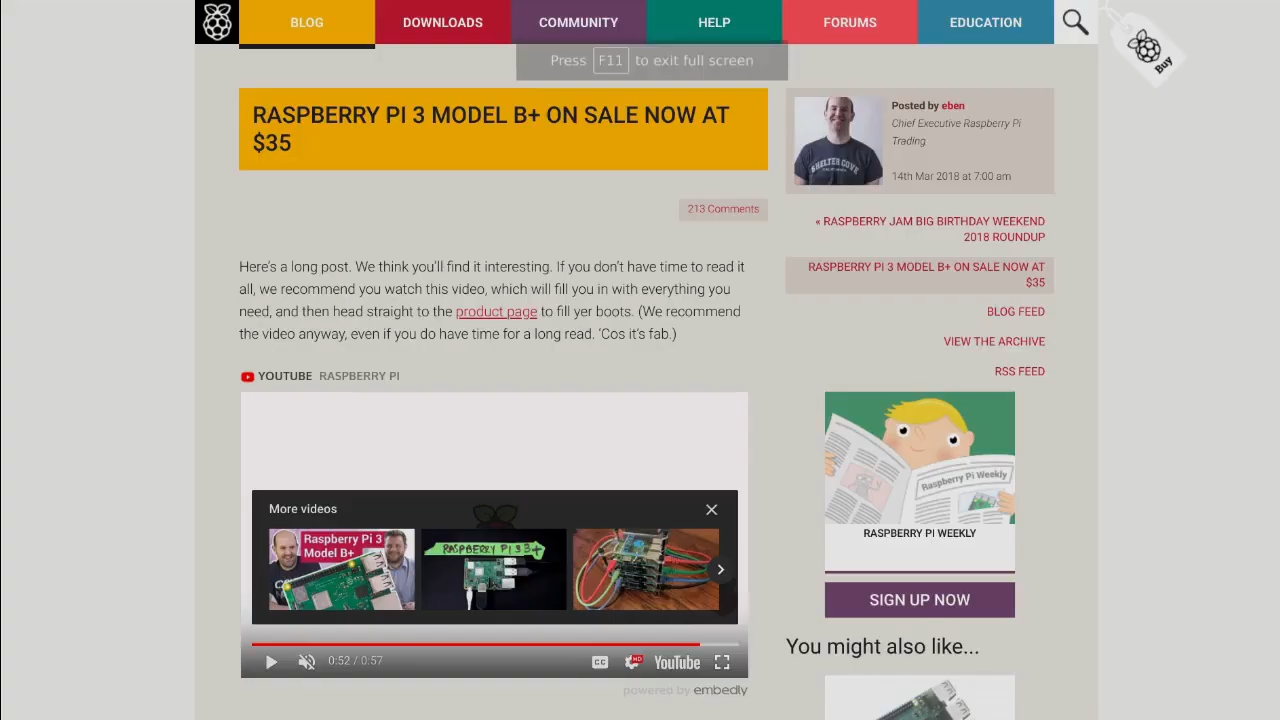 BLOG
DOWNLOADS
COMMUNITY
HELP
FORUMS
EDUCATION
Buy
Press F11 to exit full screen
RASPBERRY PI 3 MODEL B+ ON SALE NOW AT
$35
213 Comments
Here's a long post. We think you'll find it interesting. If you don't have time to read it
all, we recommend you watch this video, which will fill you in with everything you
need, and then head straight to the product page to fill yer boots. (We recommend
the video anyway, even if you do have time for a long read. 'Cos it's fab.)
YOUTUBE RASPBERRY PI
More videos
Raspberry Pi 3
Model B+
RASPBERRY PI 3 B+
0:52 / 0:57
CC
HD
YouTube
powered by embedly
Posted by eben
Chief Executive Raspberry Pi
Trading
SHELTER COVE
14th Mar 2018 at 7:00 am
« RASPBERRY JAM BIG BIRTHDAY WEEKEND
2018 ROUNDUP
RASPBERRY PI 3 MODEL B+ ON SALE NOW AT
$35
BLOG FEED
VIEW THE ARCHIVE
RSS FEED
Raspberry Pi Weekly
RASPBERRY PI WEEKLY
SIGN UP NOW
You might also like...